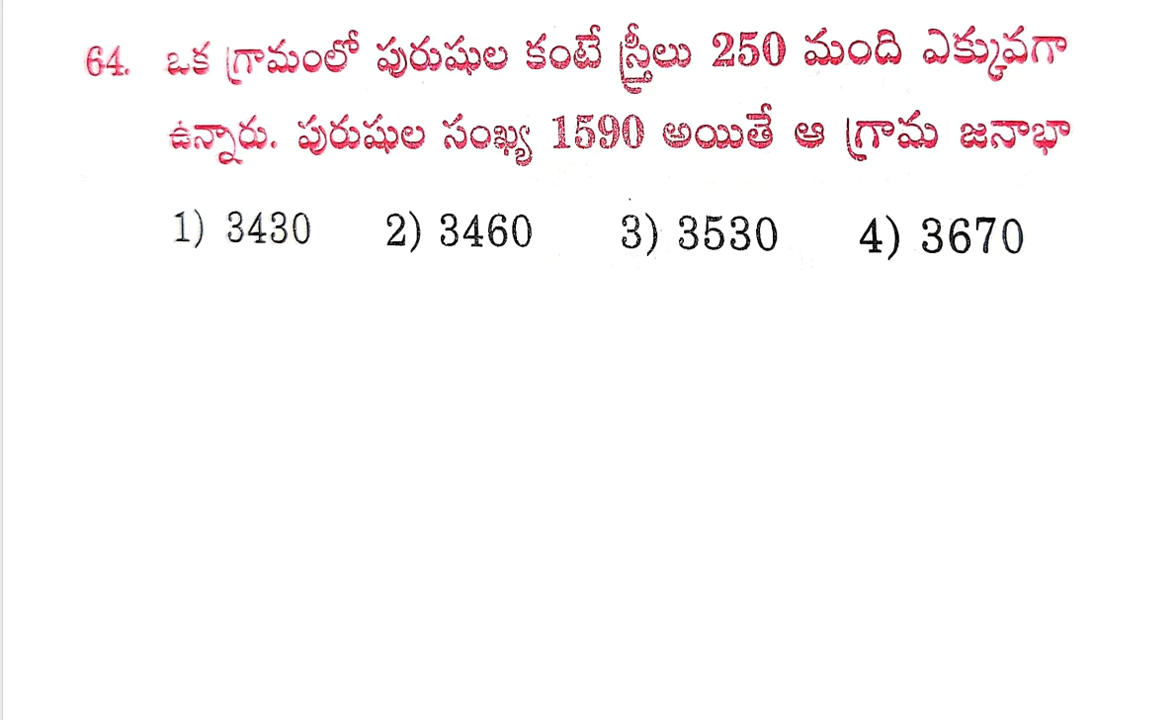 64. ఒక గ్రామంలో పురుషుల కంటే స్త్రీలు 250 మంది ఎక్కువగా
ఉన్నారు. పురుషుల సంఖ్య 1590 అయితే ఆ గ్రామ జనాభా
1) 3430 2) 3460 3) 3530 4) 3670